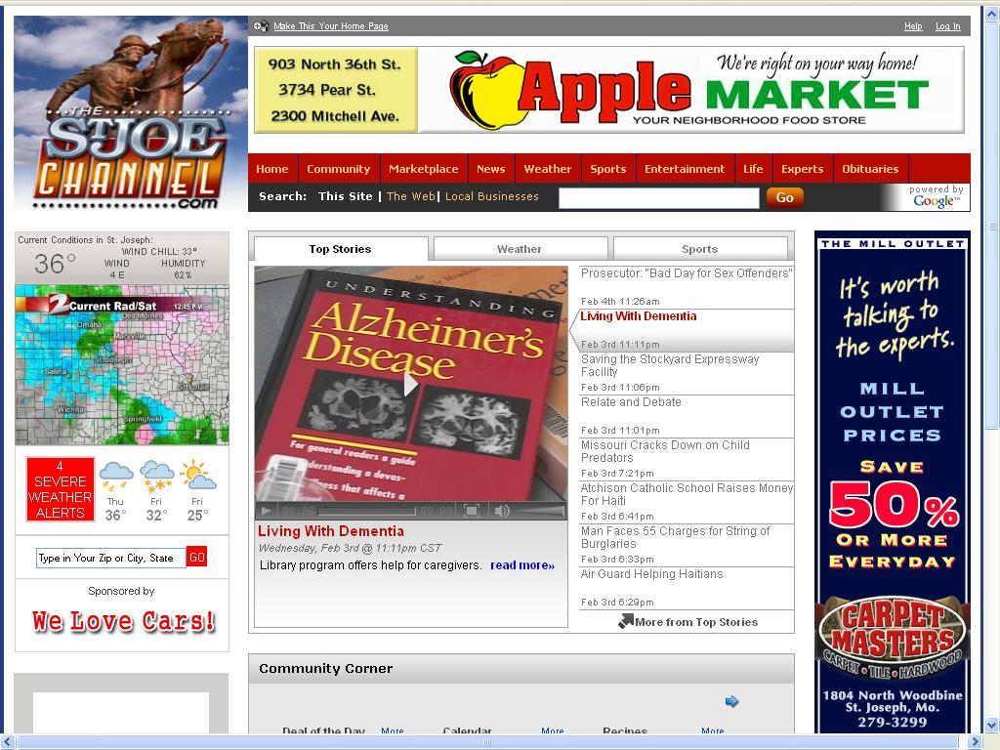 THE
ST JOE
CHANNEL
.com
Make This Your Home Page
Help
Log In
903 North 36th St.
3734 Pear St.
2300 Mitchell Ave.
We're right on your way home!
Apple MARKET
YOUR NEIGHBORHOOD FOOD STORE
Home
Community
Marketplace
News
Weather
Sports
Entertainment
Life
Experts
Obituaries
Search: This Site | The Web| Local Businesses
Go
powered by
Google™
Current Conditions in St. Joseph:
36°
WIND CHILL: 33°
WIND
4 E
HUMIDITY
62%
2 Current Rad/Sat 12:45 PM
Des Moines
Omaha
Maryville
St. Joseph
Salina
St. Louis
Wichita
Springfield
4
SEVERE
WEATHER
ALERTS
Thu
36°
Fri
32°
Fri
25°
Type in Your Zip or City, State
GO
Sponsored by
We Love Cars!
Top Stories
Weather
Sports
UNDERSTANDING
Alzheimer's
Disease
For general readers a guide
derstanding a devas-
ness that affects a
00:00
00:00
Living With Dementia
Wednesday, Feb 3rd @ 11:11pm CST
Library program offers help for caregivers. read more»
Prosecutor: "Bad Day for Sex Offenders"
Feb 4th 11:26am
Living With Dementia
Feb 3rd 11:11pm
Saving the Stockyard Expressway
Facility
Feb 3rd 11:06pm
Relate and Debate
Feb 3rd 11:01pm
Missouri Cracks Down on Child
Predators
Feb 3rd 7:21pm
Atchison Catholic School Raises Money
For Haiti
Feb 3rd 6:41pm
Man Faces 55 Charges for String of
Burglaries
Feb 3rd 6:33pm
Air Guard Helping Haitians
Feb 3rd 6:29pm
More from Top Stories
Community Corner
Deal of the Day
More
Calendar
More
Recipes
More
THE MILL OUTLET
It's worth
talking to
the experts.
MILL
OUTLET
PRICES
SAVE
50%
OR MORE
EVERYDAY
CARPET
MASTERS
CARPET • TILE • HARDWOOD
1804 North Woodbine
St. Joseph, Mo.
279-3299